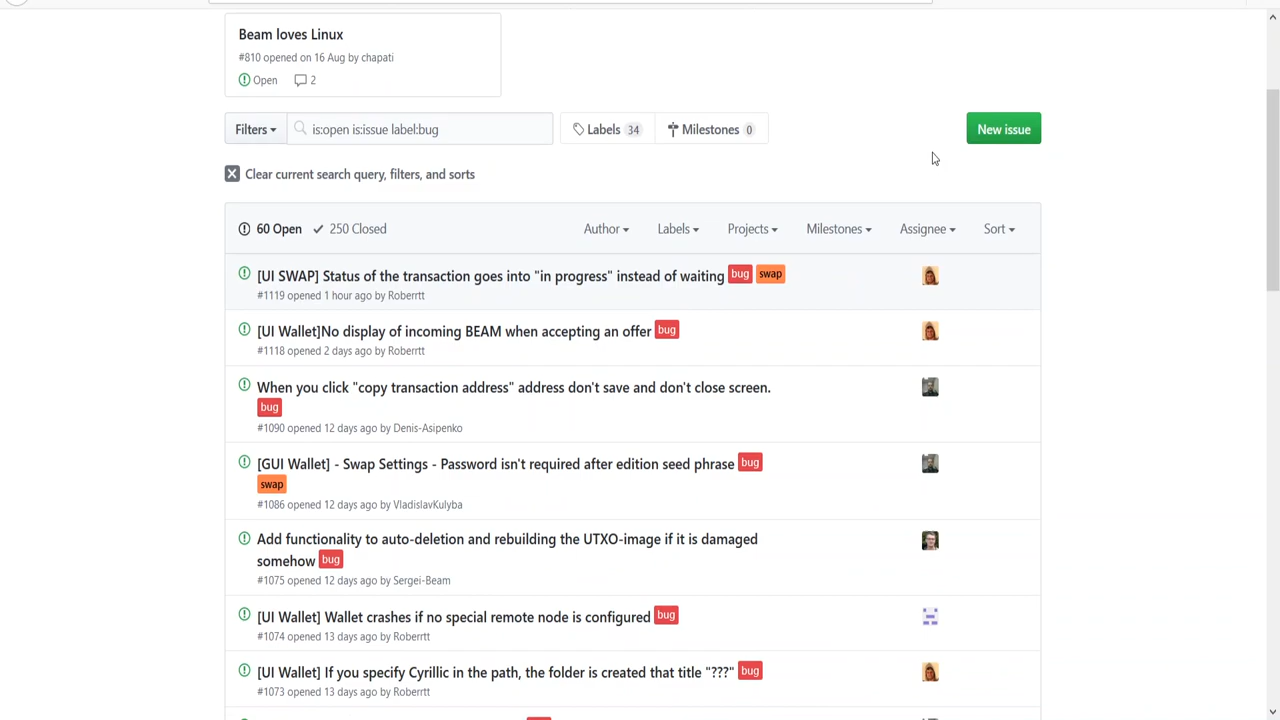 Beam loves Linux
#810 opened on 16 Aug by chapati
Open 2
Filters is:open is:issue label:bug Labels 34 Milestones 0 New issue
Clear current search query, filters, and sorts
60 Open 250 Closed Author Labels Projects Milestones Assignee Sort
[UI SWAP] Status of the transaction goes into "in progress" instead of waiting bug swap
#1119 opened 1 hour ago by Roberrtt
[UI Wallet]No display of incoming BEAM when accepting an offer bug
#1118 opened 2 days ago by Roberrtt
When you click "copy transaction address" address don't save and don't close screen.
bug
#1090 opened 12 days ago by Denis-Asipenko
[GUI Wallet] - Swap Settings - Password isn't required after edition seed phrase bug
swap
#1086 opened 12 days ago by VladislavKulyba
Add functionality to auto-deletion and rebuilding the UTXO-image if it is damaged
somehow bug
#1075 opened 12 days ago by Sergei-Beam
[UI Wallet] Wallet crashes if no special remote node is configured bug
#1074 opened 13 days ago by Roberrtt
[UI Wallet] If you specify Cyrillic in the path, the folder is created that title "???" bug
#1073 opened 13 days ago by Roberrtt